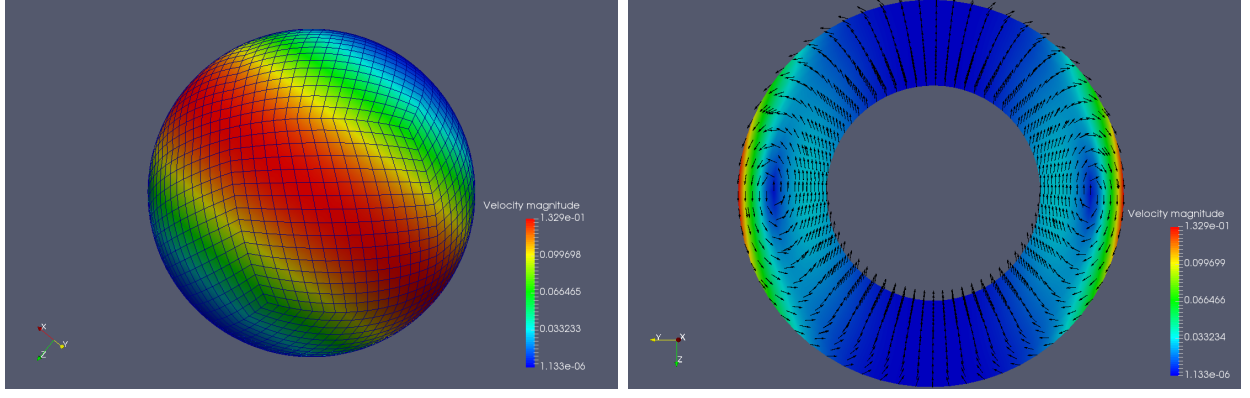 Velocity magnitude
1.329e-01
0.099698
0.066465
0.033233
1.133e-06
X
Y
Z
Velocity magnitude
1.329e-01
0.099699
0.066466
0.033234
1.133e-06
Y
X
Z